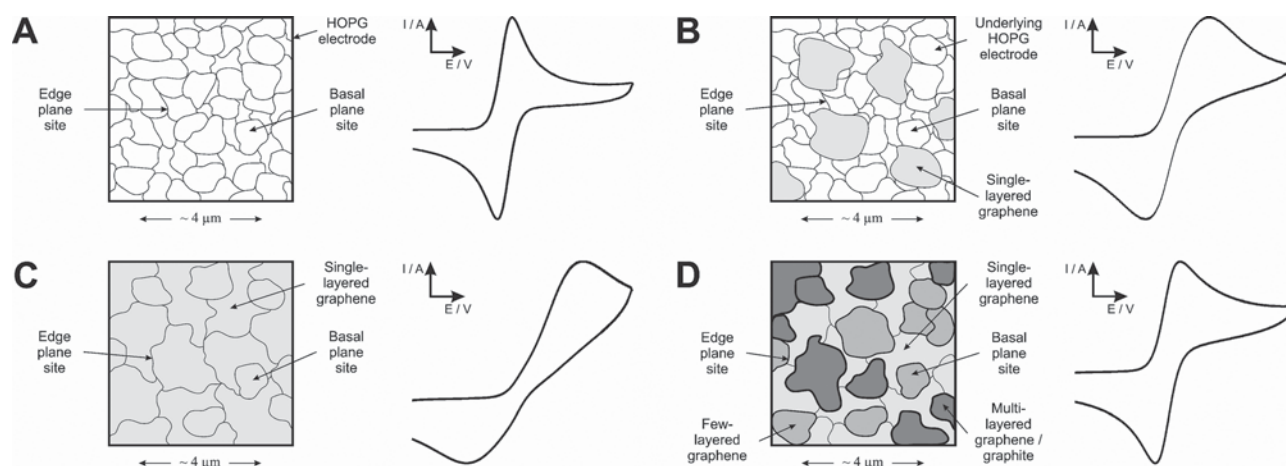 A
HOPG
electrode
Edge
plane
site
Basal
plane
site
~ 4 μm
I / A
E / V
B
Underlying
HOPG
electrode
Edge
plane
site
Basal
plane
site
Single-
layered
graphene
~ 4 μm
I / A
E / V
C
Single-
layered
graphene
Edge
plane
site
Basal
plane
site
~ 4 μm
I / A
E / V
D
Single-
layered
graphene
Edge
plane
site
Basal
plane
site
Few-
layered
graphene
Multi-
layered
graphene /
graphite
~ 4 μm
I / A
E / V